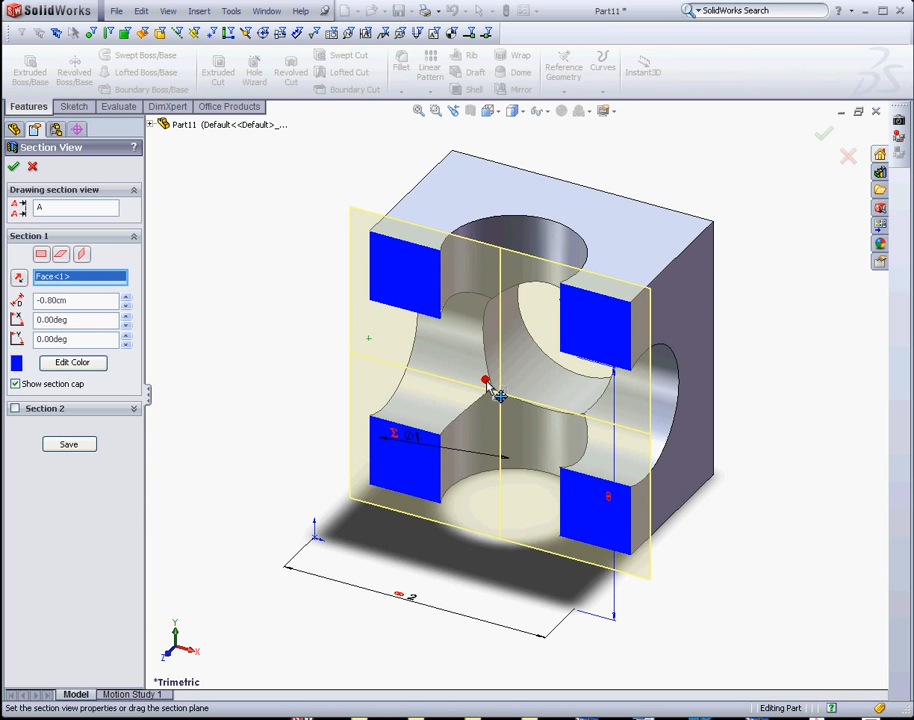 SolidWorks File Edit View Insert Tools Window Help Part11 * SolidWorks Search
Extruded Boss/Base
Revolved Boss/Base
Swept Boss/Base
Lofted Boss/Base
Boundary Boss/Base
Extruded Cut
Hole Wizard
Revolved Cut
Swept Cut
Lofted Cut
Boundary Cut
Fillet
Linear Pattern
Rib
Draft
Shell
Wrap
Dome
Mirror
Reference Geometry
Curves
Instant3D
Features Sketch Evaluate DimXpert Office Products
Part11 (Default<<Default>_...
Section View ?
Drawing section view
A
Section 1
Face<1>
-0.80cm
0.00deg
0.00deg
Edit Color
Show section cap
Section 2
Save
Σ ∅1
∞ 2
Y
X
Z
*Trimetric
Model Motion Study 1
Set the section view properties or drag the section plane Editing Part